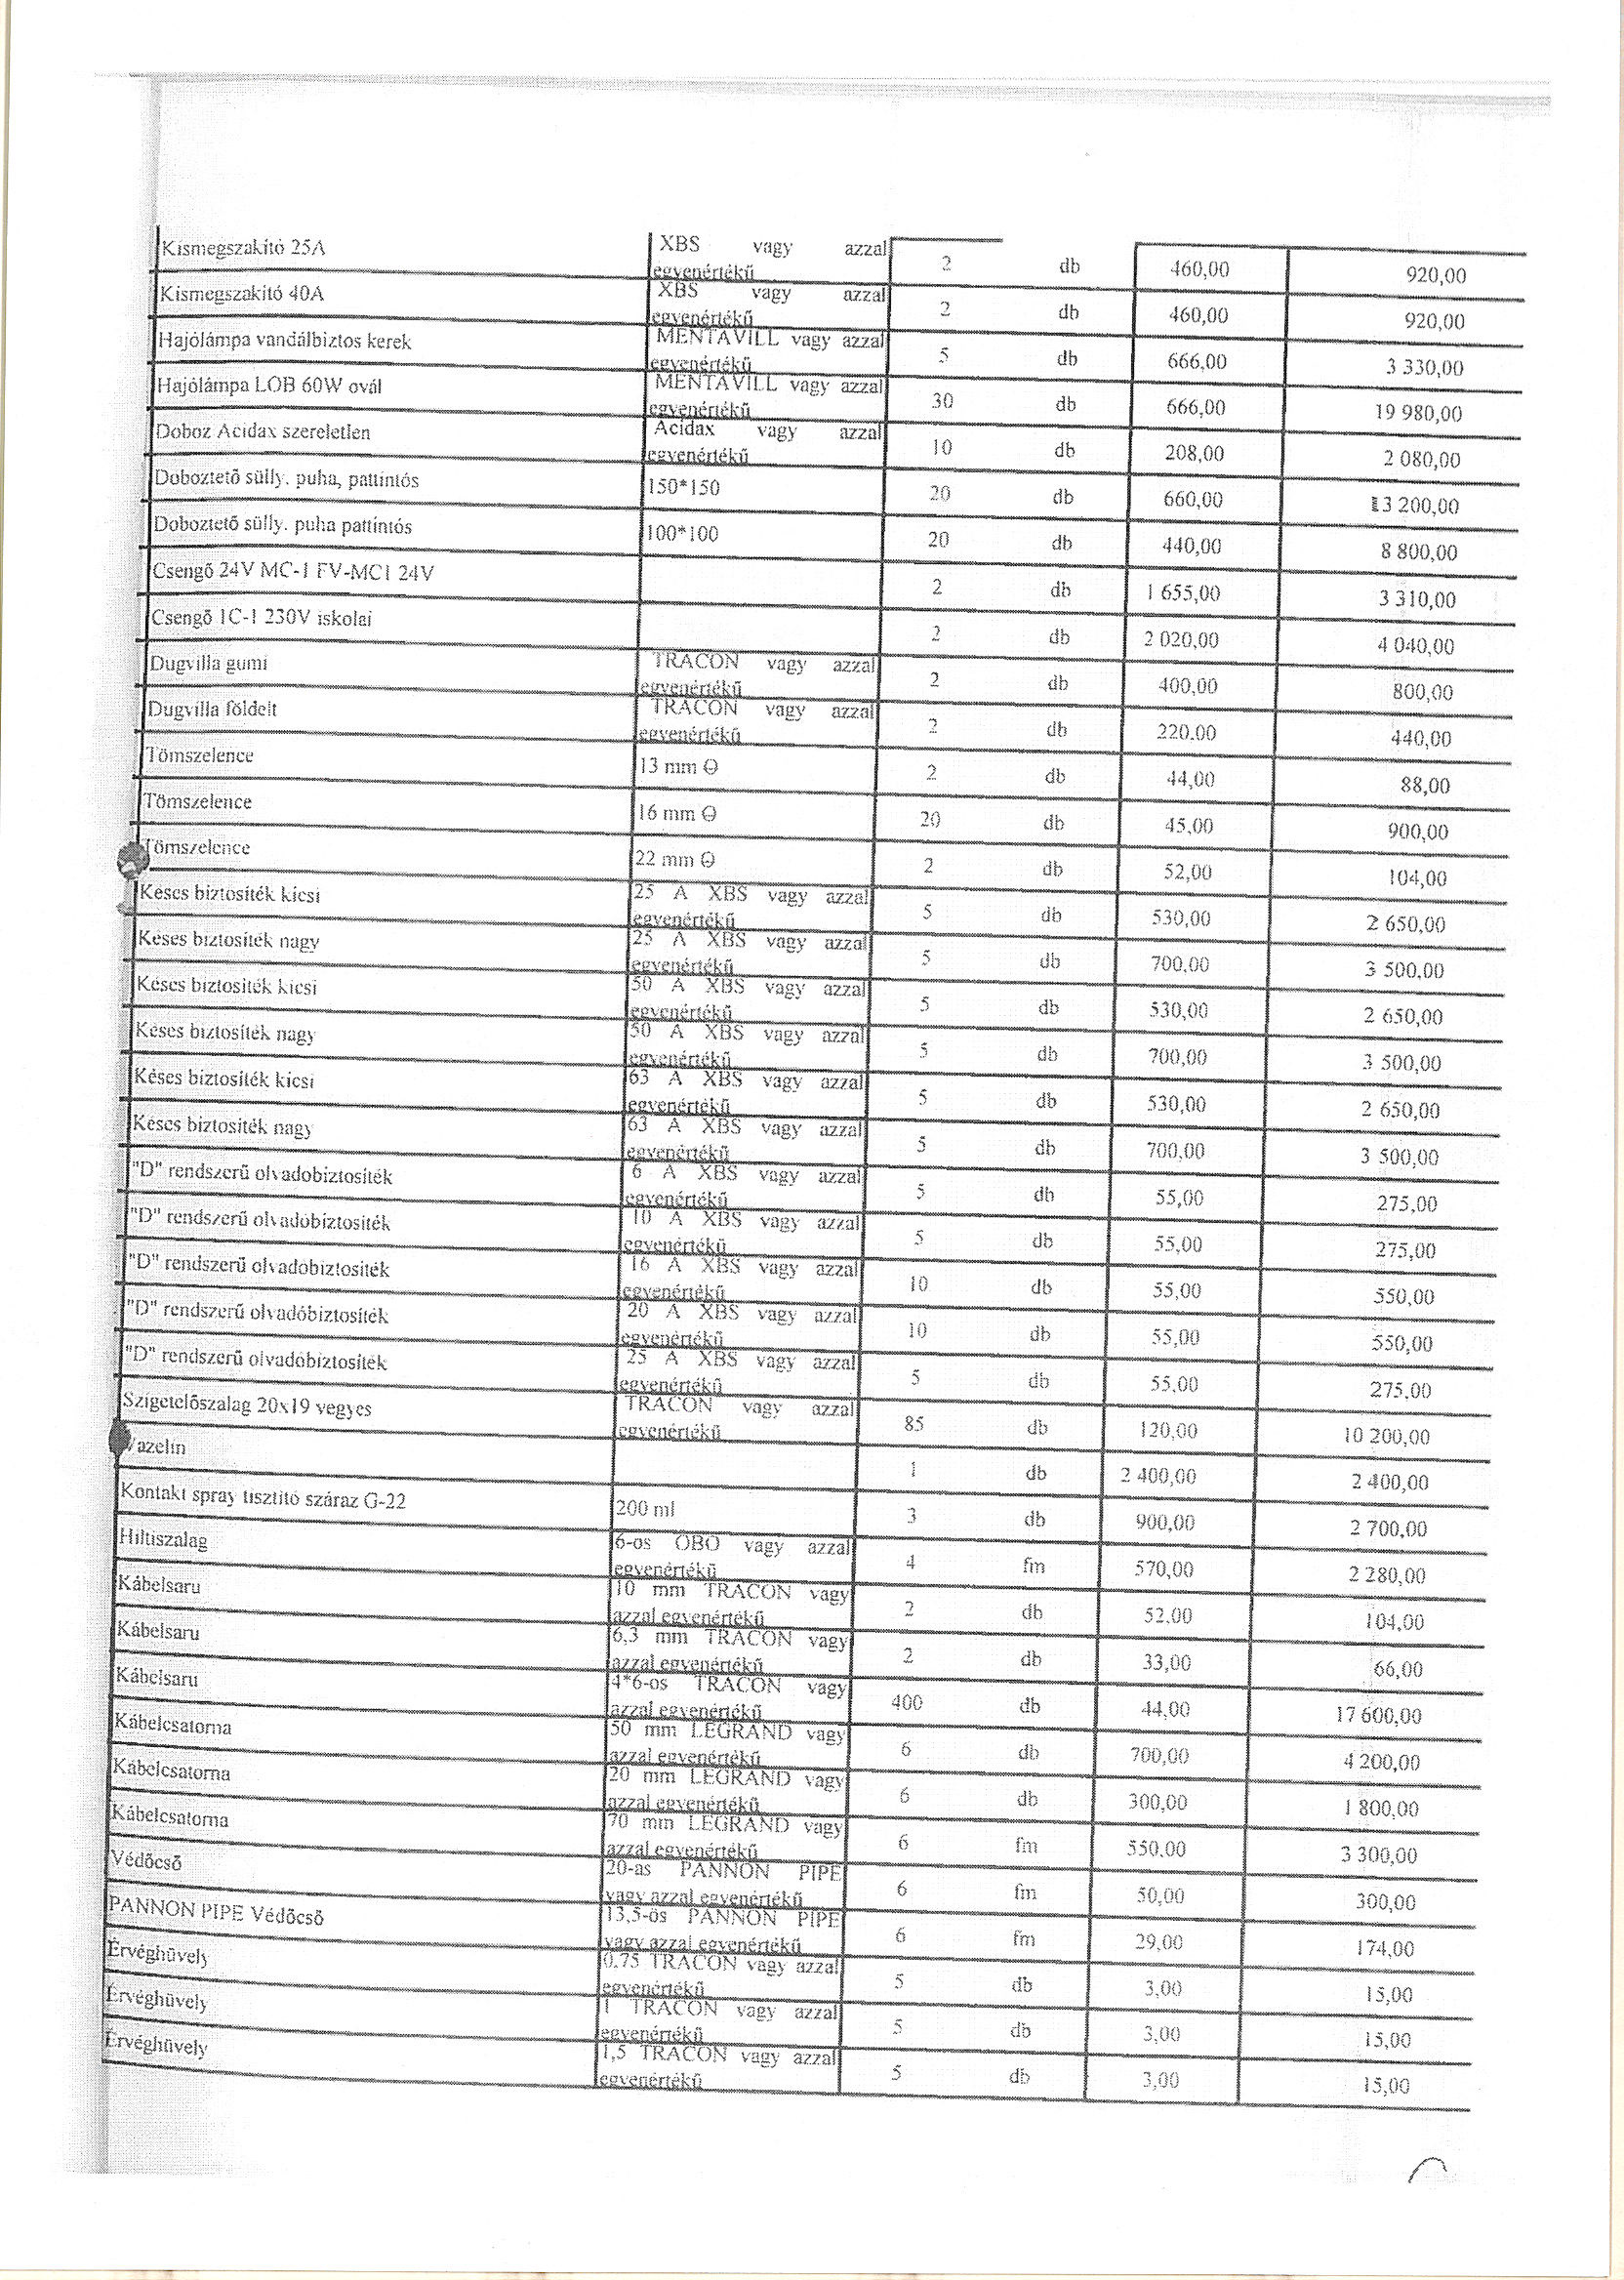 Kismegszakító 25A XBS vagy azzal egyenértékű 2 db 460,00 920,00
Kismegszakító 40A XBS vagy azzal egyenértékű 2 db 460,00 920,00
Hajólámpa vandálbiztos kerek MENTAVILL vagy azzal egyenértékű 5 db 666,00 3 330,00
Hajólámpa LOB 60W ovál MENTAVILL vagy azzal egyenértékű 30 db 666,00 19 980,00
Doboz Acidax szereletlen Acidax vagy azzal egyenértékű 10 db 208,00 2 080,00
Doboztető sülly. puha, pattintós 150*150 20 db 660,00 13 200,00
Doboztető sülly. puha pattintós 100*100 20 db 440,00 8 800,00
Csengő 24V MC-1 FV-MC1 24V 2 db 1 655,00 3 310,00
Csengő 1C-1 230V iskolai 2 db 2 020,00 4 040,00
Dugvilla gumi TRACON vagy azzal egyenértékű 2 db 400,00 800,00
Dugvilla földelt TRACON vagy azzal egyenértékű 2 db 220,00 440,00
Tömszelence 13 mm Θ 2 db 44,00 88,00
Tömszelence 16 mm Θ 20 db 45,00 900,00
Tömszelence 22 mm Θ 2 db 52,00 104,00
Késes biztosíték kicsi 25 A XBS vagy azzal egyenértékű 5 db 530,00 2 650,00
Késes biztosíték nagy 25 A XBS vagy azzal egyenértékű 5 db 700,00 3 500,00
Késes biztosíték kicsi 50 A XBS vagy azzal egyenértékű 5 db 530,00 2 650,00
Késes biztosíték nagy 50 A XBS vagy azzal egyenértékű 5 db 700,00 3 500,00
Késes biztosíték kicsi 63 A XBS vagy azzal egyenértékű 5 db 530,00 2 650,00
Késes biztosíték nagy 63 A XBS vagy azzal egyenértékű 5 db 700,00 3 500,00
"D" rendszerű olvadobiztosíték 6 A XBS vagy azzal egyenértékű 5 db 55,00 275,00
"D" rendszerű olvadóbiztosíték 10 A XBS vagy azzal egyenértékű 5 db 55,00 275,00
"D" rendszerű olvadobiztosíték 16 A XBS vagy azzal egyenértékű 10 db 55,00 550,00
"D" rendszerű olvadóbiztosíték 20 A XBS vagy azzal egyenértékű 10 db 55,00 550,00
"D" rendszerű olvadóbiztosíték 25 A XBS vagy azzal egyenértékű 5 db 55,00 275,00
Szigetelőszalag 20x19 vegyes TRACON vagy azzal egyenértékű 85 db 120,00 10 200,00
Vazelin 1 db 2 400,00 2 400,00
Kontakt spray tisztító száraz G-22 200 ml 3 db 900,00 2 700,00
Hiltiszalag 6-os OBO vagy azzal egyenértékű 4 fm 570,00 2 280,00
Kábelsaru 10 mm TRACON vagy azzal egyenértékű 2 db 52,00 104,00
Kábelsaru 6,3 mm TRACON vagy azzal egyenértékű 2 db 33,00 66,00
Kábelsaru 4*6-os TRACON vagy azzal egyenértékű 400 db 44,00 17 600,00
Kábelcsatorna 50 mm LEGRAND vagy azzal egyenértékű 6 db 700,00 4 200,00
Kábelcsatorna 20 mm LEGRAND vagy azzal egyenértékű 6 db 300,00 1 800,00
Kábelcsatorna 70 mm LEGRAND vagy azzal egyenértékű 6 fm 550,00 3 300,00
Védőcső 20-as PANNON PIPE vagy azzal egyenértékű 6 fm 50,00 300,00
PANNON PIPE Védőcső 13,5-ös PANNON PIPE vagy azzal egyenértékű 6 fm 29,00 174,00
Érvéghüvely 0,75 TRACON vagy azzal egyenértékű 5 db 3,00 15,00
Érvéghüvely 1 TRACON vagy azzal egyenértékű 5 db 3,00 15,00
Érvéghüvely 1,5 TRACON vagy azzal egyenértékű 5 db 3,00 15,00